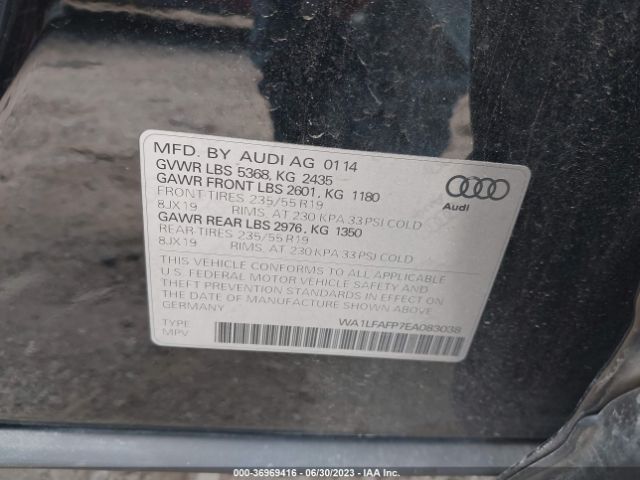 MFD. BY AUDI AG 0114
GVWR LBS 5368, KG 2435
GAWR FRONT LBS 2601, KG 1180
FRONT TIRES 235/55 R19
8JX19 RIMS, AT 230 KPA 33 PSI COLD
GAWR REAR LBS 2976, KG 1350
REAR TIRES 235/55 R19
8JX19 RIMS, AT 230 KPA 33 PSI COLD
THIS VEHICLE CONFORMS TO ALL APPLICABLE
U.S. FEDERAL MOTOR VEHICLE SAFETY AND
THEFT PREVENTION STANDARDS IN EFFECT ON
THE DATE OF MANUFACTURE SHOWN ABOVE
GERMANY
TYPE
MPV
WA1LFAFP7EA083038
Audi
000-36969416 - 06/30/2023 - IAA Inc.